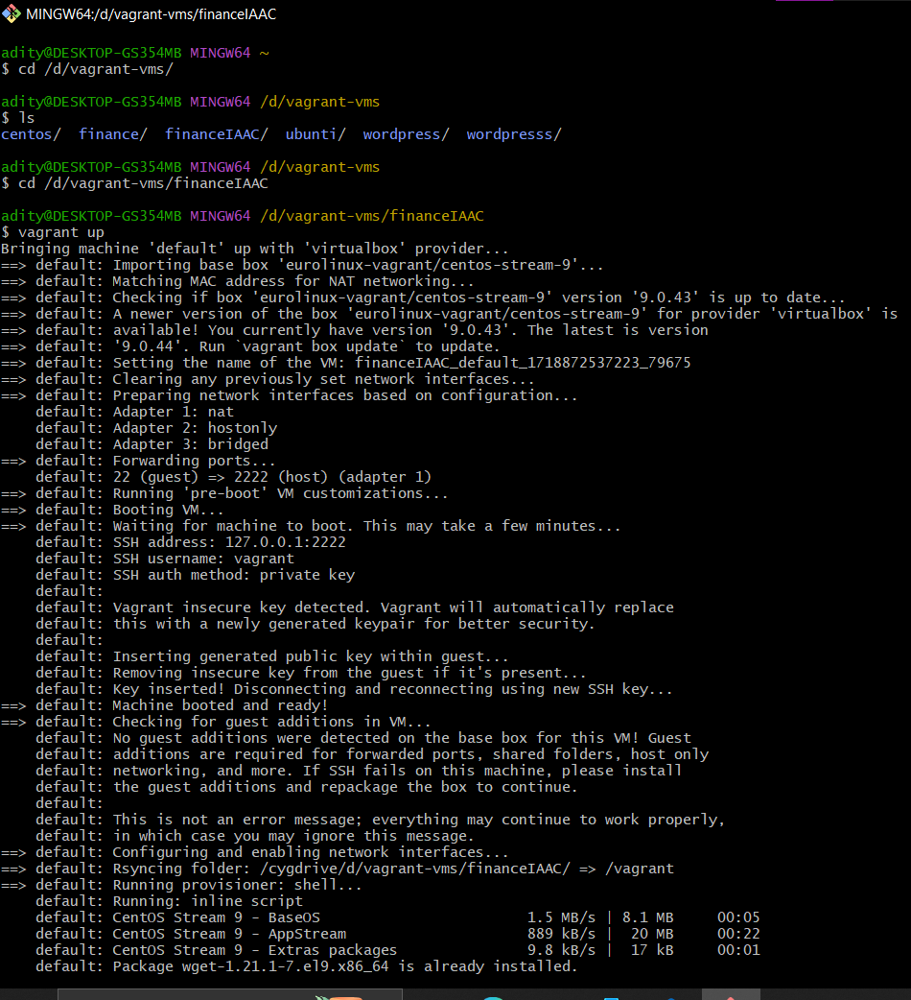 MINGW64:/d/vagrant-vms/financeIAAC
adity@DESKTOP-GS354MB MINGW64 ~
$ cd /d/vagrant-vms/
adity@DESKTOP-GS354MB MINGW64 /d/vagrant-vms
$ ls
centos/  finance/  financeIAAC/  ubunti/  wordpress/  wordpresss/
adity@DESKTOP-GS354MB MINGW64 /d/vagrant-vms
$ cd /d/vagrant-vms/financeIAAC
adity@DESKTOP-GS354MB MINGW64 /d/vagrant-vms/financeIAAC
$ vagrant up
Bringing machine 'default' up with 'virtualbox' provider...
==> default: Importing base box 'eurolinux-vagrant/centos-stream-9'...
==> default: Matching MAC address for NAT networking...
==> default: Checking if box 'eurolinux-vagrant/centos-stream-9' version '9.0.43' is up to date...
==> default: A newer version of the box 'eurolinux-vagrant/centos-stream-9' for provider 'virtualbox' is
==> default: available! You currently have version '9.0.43'. The latest is version
==> default: '9.0.44'. Run `vagrant box update` to update.
==> default: Setting the name of the VM: financeIAAC_default_1718872537223_79675
==> default: Clearing any previously set network interfaces...
==> default: Preparing network interfaces based on configuration...
    default: Adapter 1: nat
    default: Adapter 2: hostonly
    default: Adapter 3: bridged
==> default: Forwarding ports...
    default: 22 (guest) => 2222 (host) (adapter 1)
==> default: Running 'pre-boot' VM customizations...
==> default: Booting VM...
==> default: Waiting for machine to boot. This may take a few minutes...
    default: SSH address: 127.0.0.1:2222
    default: SSH username: vagrant
    default: SSH auth method: private key
    default:
    default: Vagrant insecure key detected. Vagrant will automatically replace
    default: this with a newly generated keypair for better security.
    default:
    default: Inserting generated public key within guest...
    default: Removing insecure key from the guest if it's present...
    default: Key inserted! Disconnecting and reconnecting using new SSH key...
==> default: Machine booted and ready!
==> default: Checking for guest additions in VM...
    default: No guest additions were detected on the base box for this VM! Guest
    default: additions are required for forwarded ports, shared folders, host only
    default: networking, and more. If SSH fails on this machine, please install
    default: the guest additions and repackage the box to continue.
    default:
    default: This is not an error message; everything may continue to work properly,
    default: in which case you may ignore this message.
==> default: Configuring and enabling network interfaces...
==> default: Rsyncing folder: /cygdrive/d/vagrant-vms/financeIAAC/ => /vagrant
==> default: Running provisioner: shell...
    default: Running: inline script
    default: CentOS Stream 9 - BaseOS                        1.5 MB/s | 8.1 MB     00:05
    default: CentOS Stream 9 - AppStream                     889 kB/s |  20 MB     00:22
    default: CentOS Stream 9 - Extras packages               9.8 kB/s |  17 kB     00:01
    default: Package wget-1.21.1-7.el9.x86_64 is already installed.